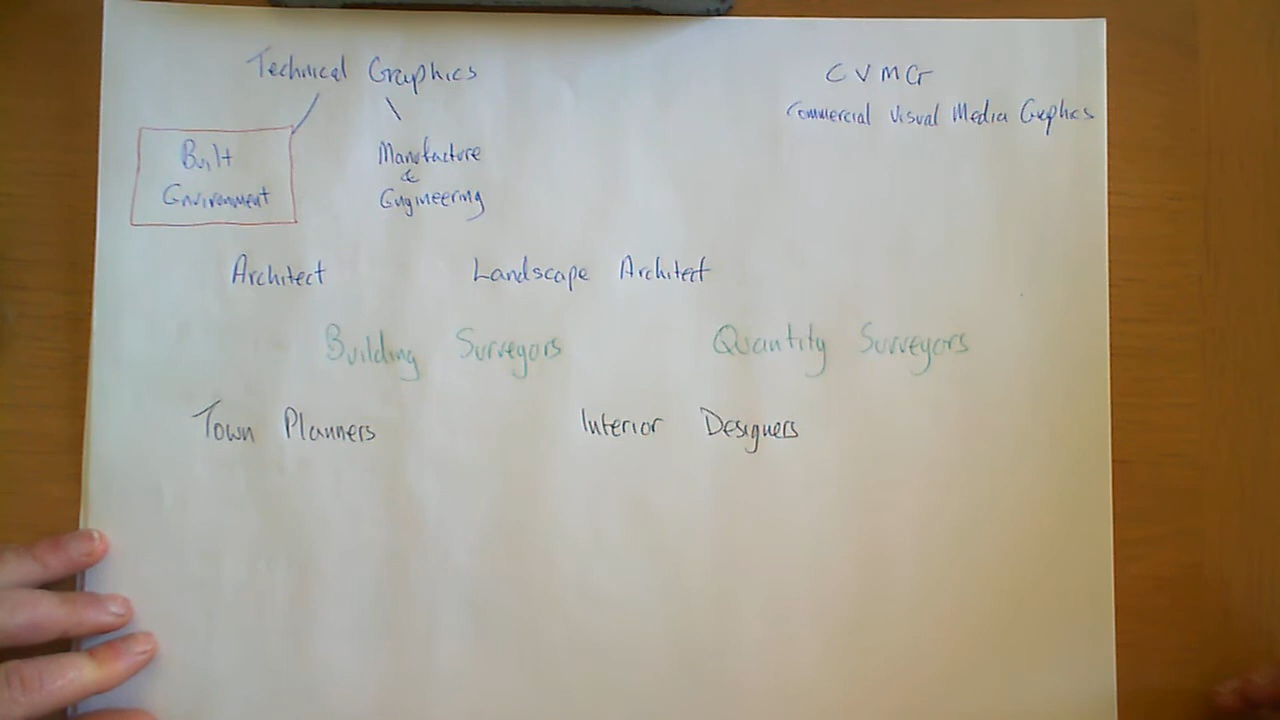 Technical Graphics
CVMG
Commercial Visual Media Graphics
Built
Environment
Manufacture
&
Engineering
Architect
Landscape Architect
Building Surveyors
Quantity Surveyors
Town Planners
Interior Designers